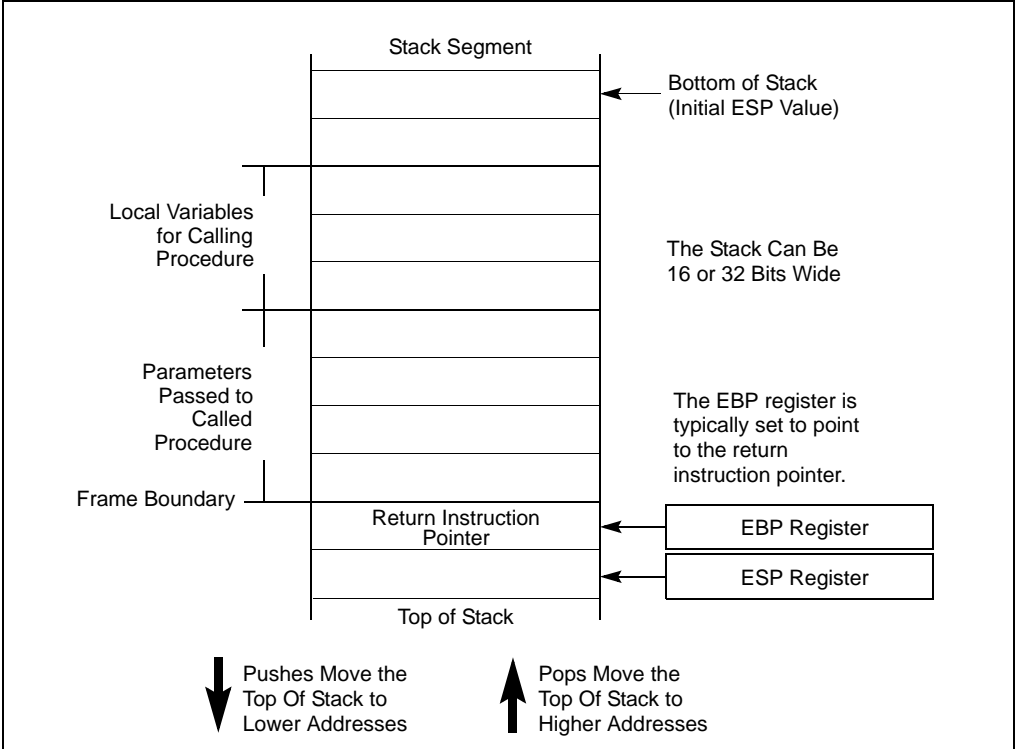 Stack Segment
Bottom of Stack
(Initial ESP Value)
Local Variables
for Calling
Procedure
The Stack Can Be
16 or 32 Bits Wide
Parameters
Passed to
Called
Procedure
The EBP register is
typically set to point
to the return
instruction pointer.
Frame Boundary
Return Instruction
Pointer
EBP Register
ESP Register
Top of Stack
Pushes Move the
Top Of Stack to
Lower Addresses
Pops Move the
Top Of Stack to
Higher Addresses